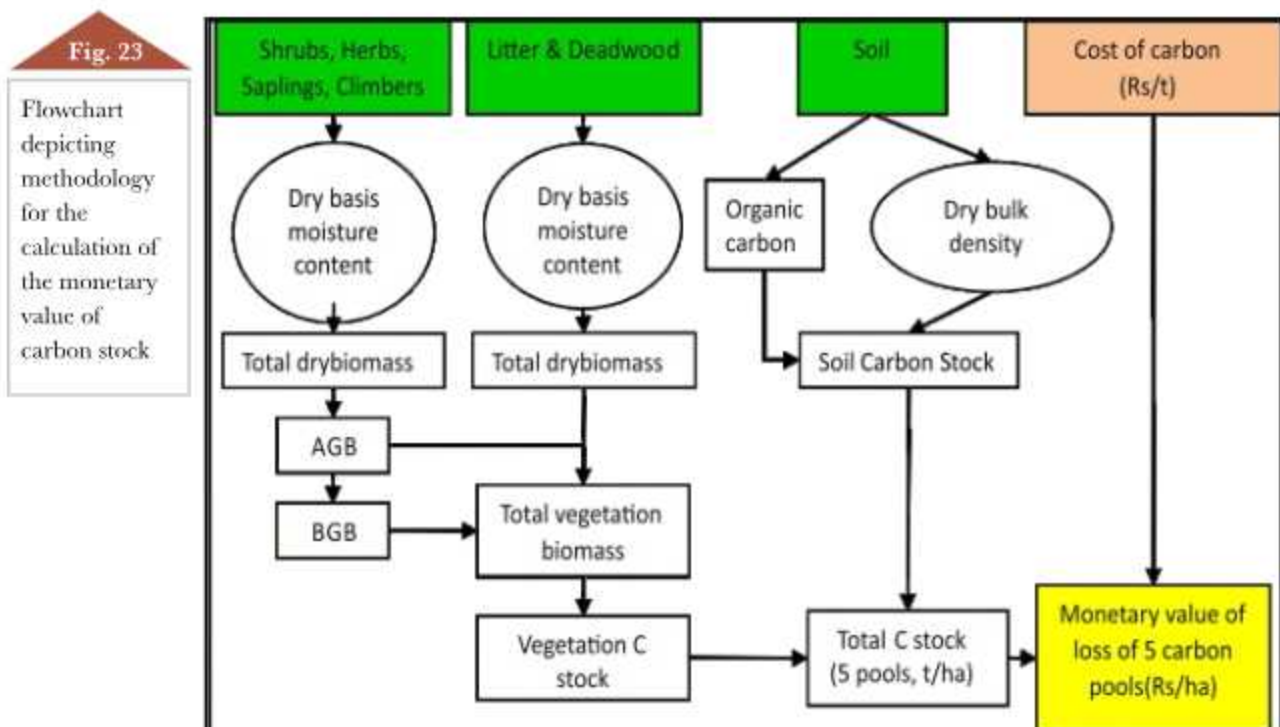 Fig. 23
Flowchart
depicting
methodology
for the
calculation of
the monetary
value of
carbon stock
Shrubs, Herbs,
Saplings, Climbers
Litter & Deadwood
Soil
Cost of carbon
(Rs/t)
Dry basis
moisture
content
Dry basis
moisture
content
Organic
carbon
Dry bulk
density
Total drybiomass
Total drybiomass
Soil Carbon Stock
AGB
BGB
Total vegetation
biomass
Vegetation C
stock
Total C stock
(5 pools, t/ha)
Monetary value of
loss of 5 carbon
pools(Rs/ha)